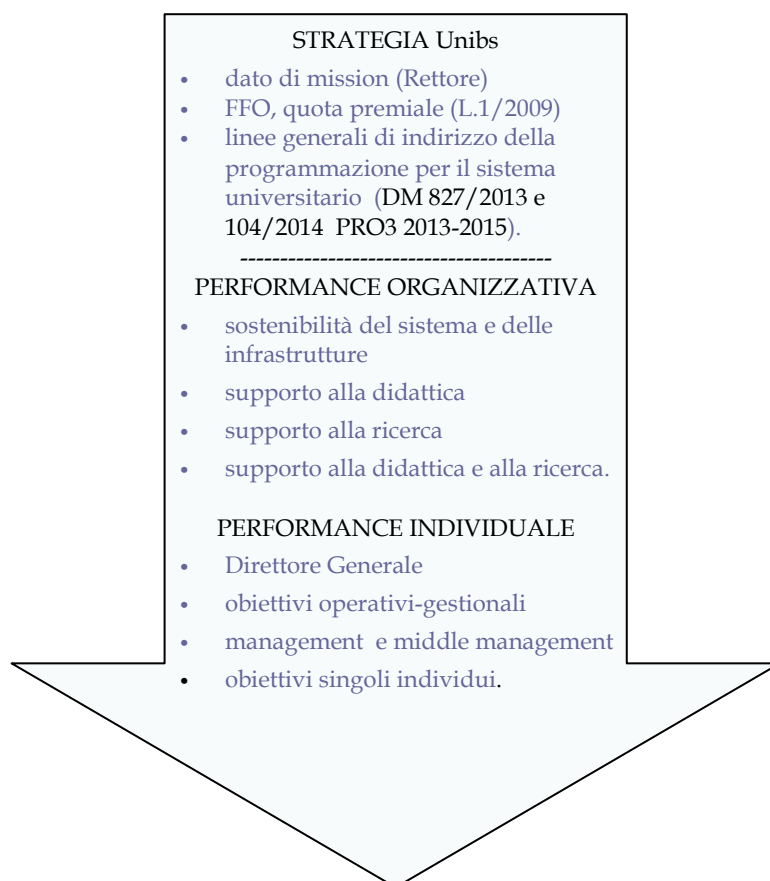 STRATEGIA Unibs
• dato di mission (Rettore)
• FFO, quota premiale (L.1/2009)
• linee generali di indirizzo della
programmazione per il sistema
universitario (DM 827/2013 e
104/2014 PRO3 2013-2015).
---------------------------------------
PERFORMANCE ORGANIZZATIVA
• sostenibilità del sistema e delle
infrastrutture
• supporto alla didattica
• supporto alla ricerca
• supporto alla didattica e alla ricerca.
PERFORMANCE INDIVIDUALE
• Direttore Generale
• obiettivi operativi-gestionali
• management e middle management
• obiettivi singoli individui.